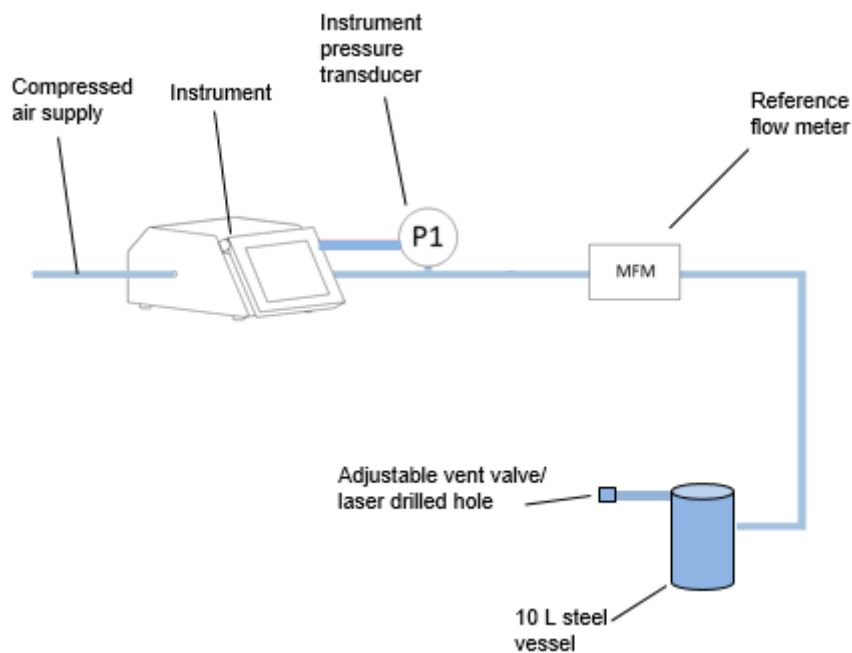 Instrument
pressure
transducer
Compressed
air supply
Instrument
Reference
flow meter
P1
MFM
Adjustable vent valve/
laser drilled hole
10 L steel
vessel